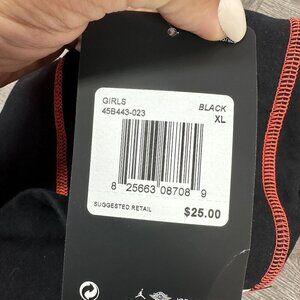 GIRLS
45B443-023 BLACK
XL
8 25663 08708 9
SUGGESTED RETAIL $25.00